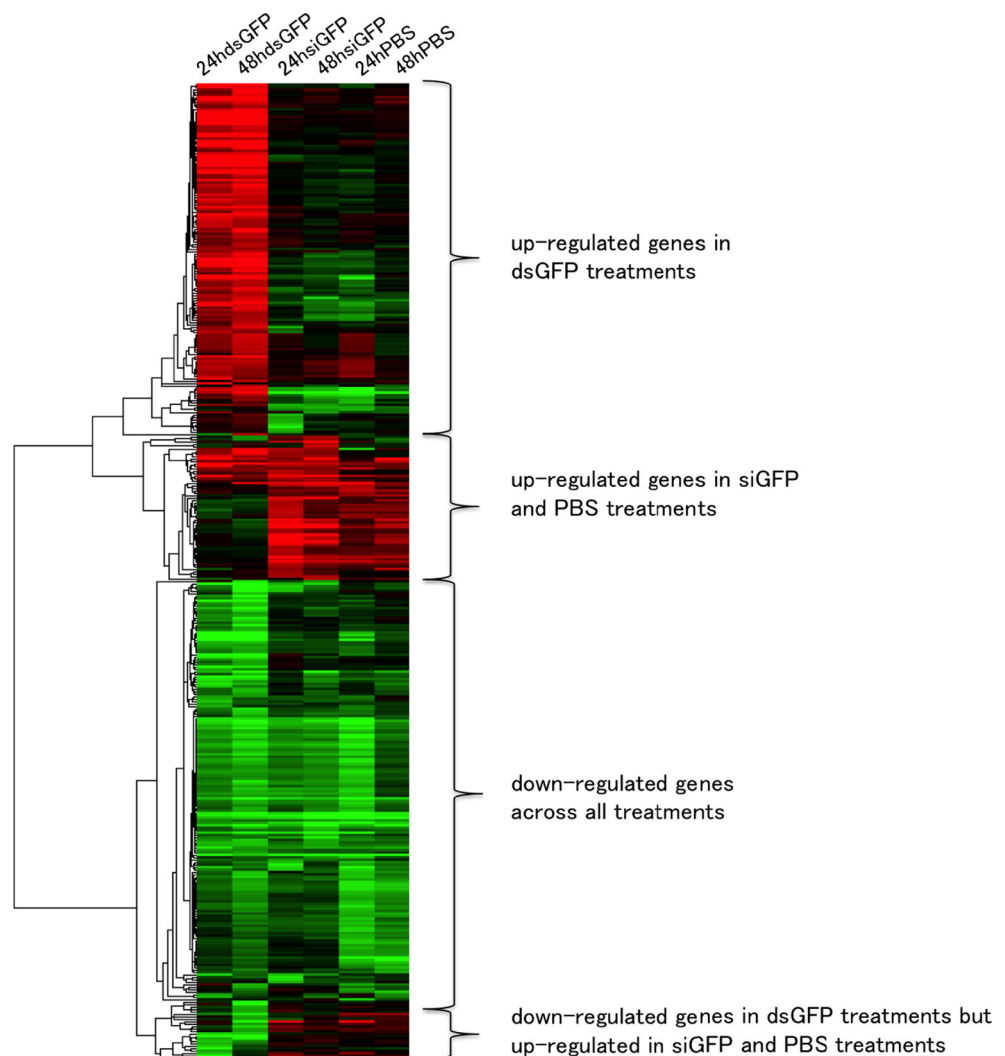 24hdsGFP
48hdsGFP
24hsiGFP
48hsiGFP
24hPBS
48hPBS
up-regulated genes in
dsGFP treatments
up-regulated genes in siGFP
and PBS treatments
down-regulated genes
across all treatments
down-regulated genes in dsGFP treatments but
up-regulated in siGFP and PBS treatments